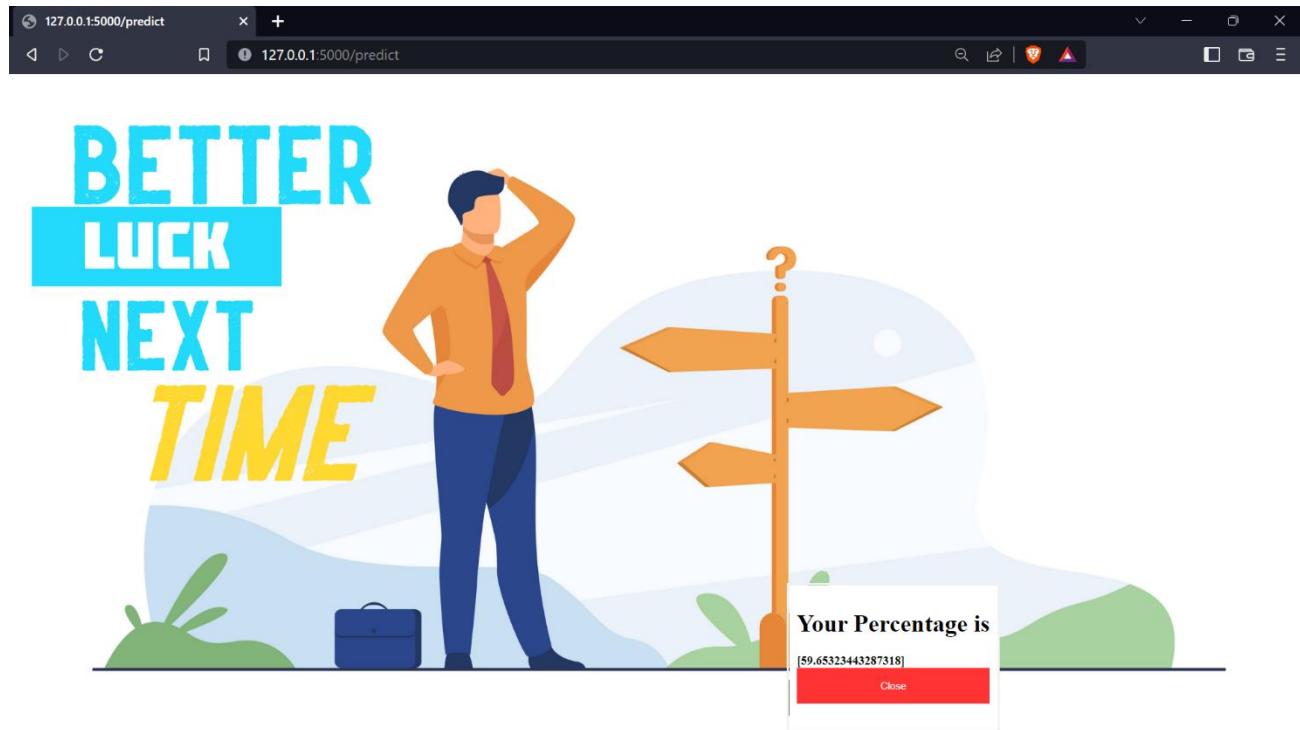 127.0.0.1:5000/predict
127.0.0.1:5000/predict
BETTER
LUCK
NEXT
TIME
?
Your Percentage is
[59.65323443287318]
Close